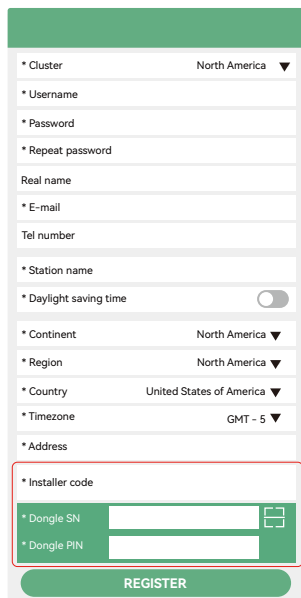 * Cluster North America
* Username
* Password
* Repeat password
Real name
* E-mail
Tel number
* Station name
* Daylight saving time
* Continent North America
* Region North America
* Country United States of America
* Timezone GMT - 5
* Address
* Installer code
* Dongle SN
* Dongle PIN
REGISTER